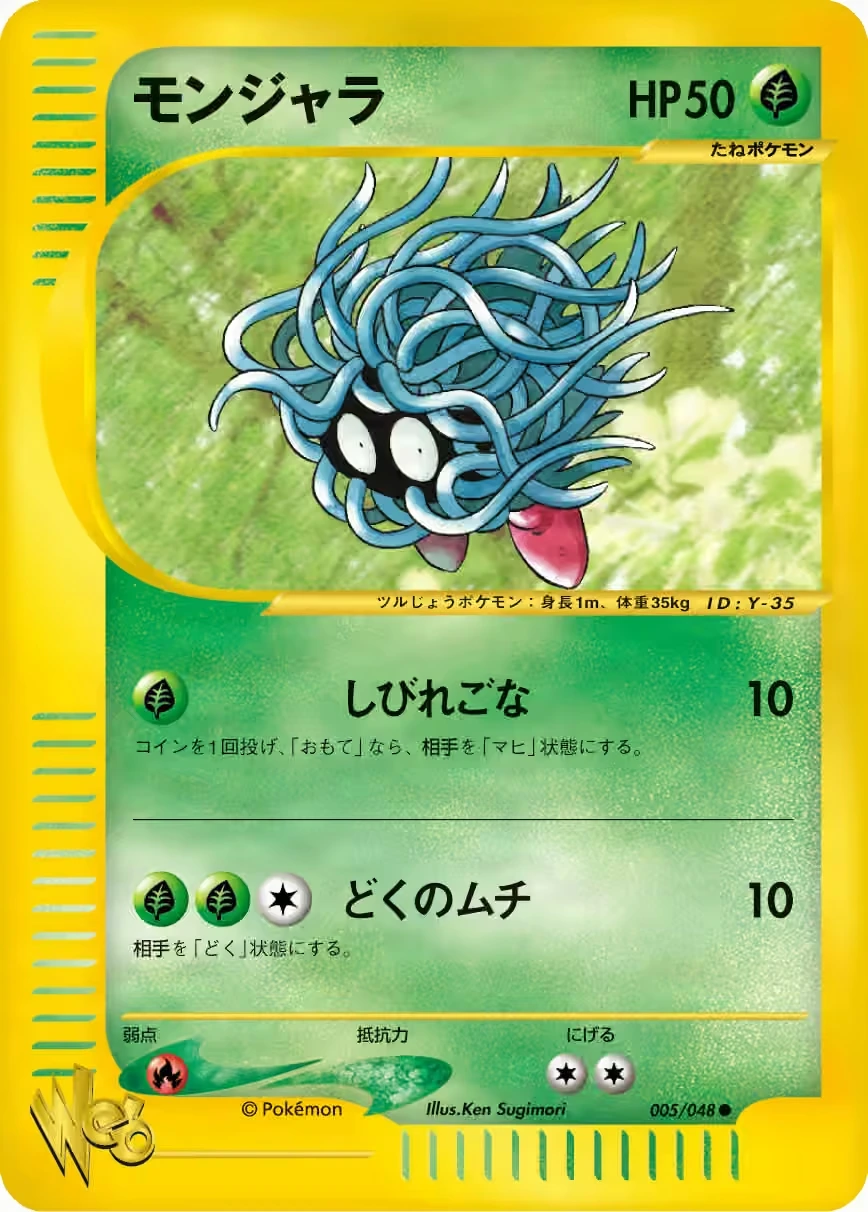 モンジャラ HP50
たねポケモン
ツルじょうポケモン：身長1m、体重35kg ID：Y-35
しびれごな 10
コインを1回投げ、「おもて」なら、相手を「マヒ」状態にする。
どくのムチ 10
相手を「どく」状態にする。
弱点 抵抗力 にげる
Web
© Pokémon Illus.Ken Sugimori 005/048●